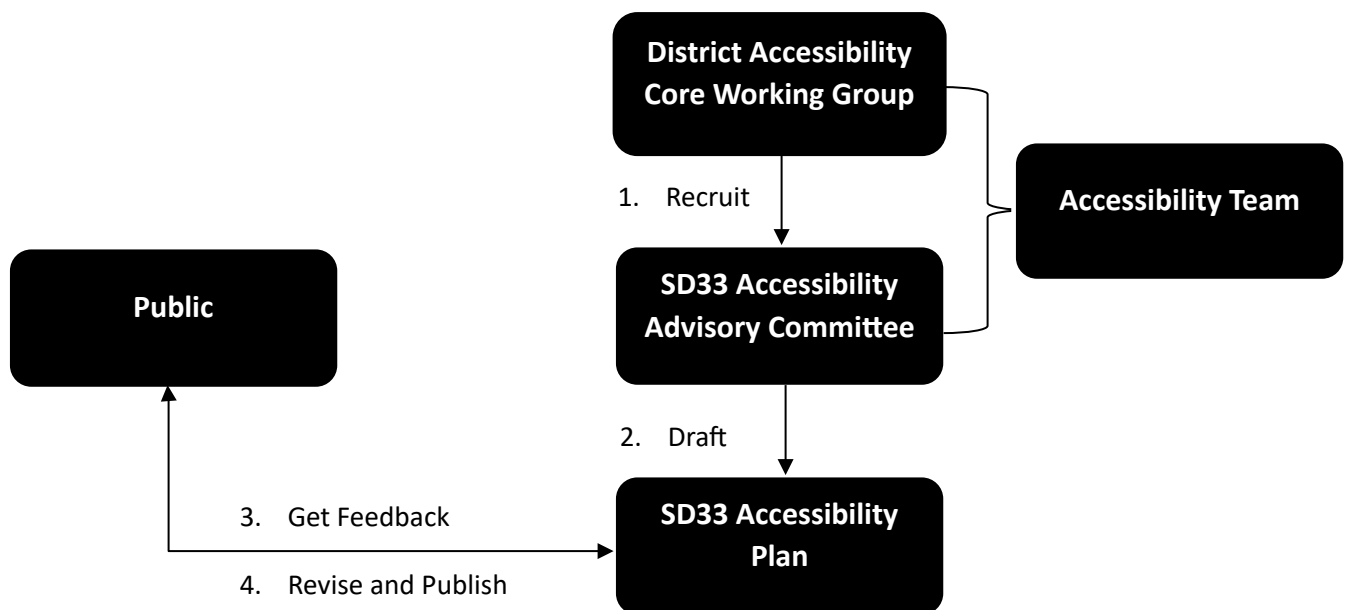 District Accessibility
Core Working Group
1. Recruit
Accessibility Team
SD33 Accessibility
Advisory Committee
Public
2. Draft
SD33 Accessibility
Plan
3. Get Feedback
4. Revise and Publish